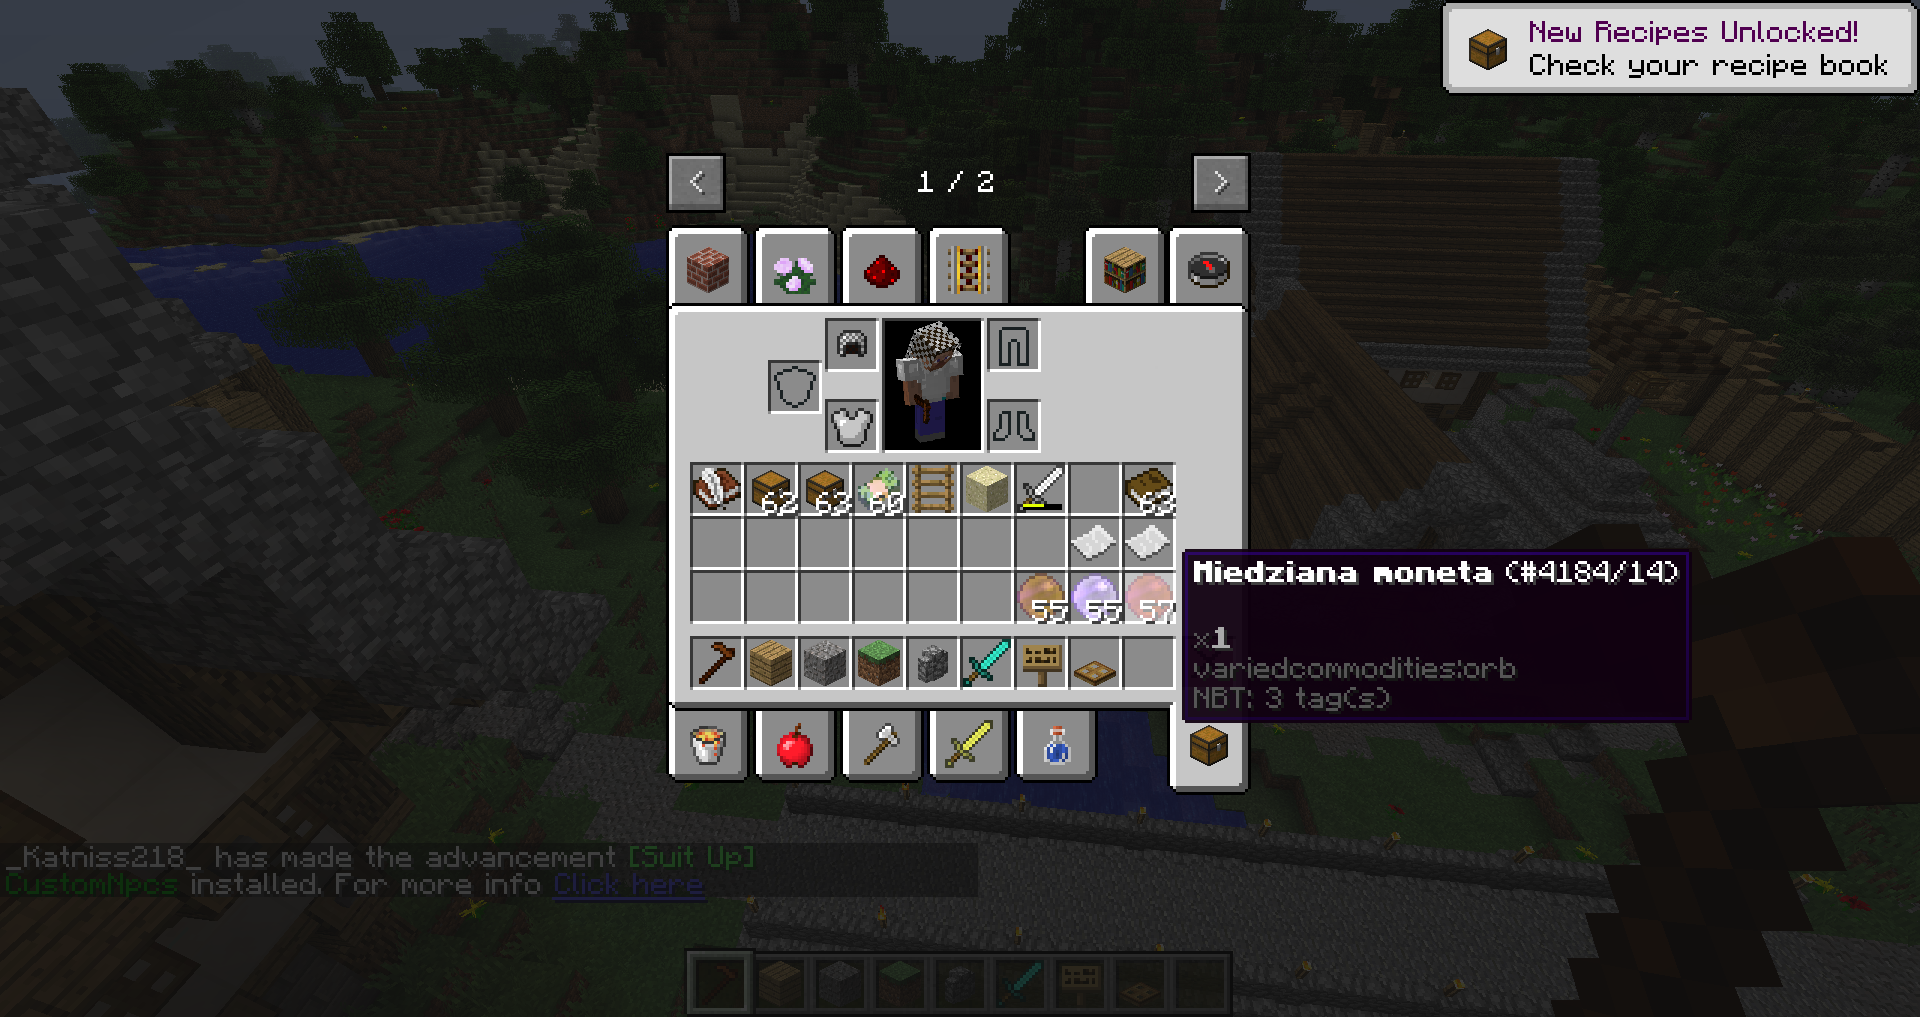 New Recipes Unlocked!
Check your recipe book
<
1 / 2
>
62 63 60 63
55 55 57
Miedziana moneta (#4184/14)
x1
variedcommodities:orb
NBT: 3 tag(s)
_Katniss218_ has made the advancement [Suit Up]
CustomNpcs installed. For more info Click here